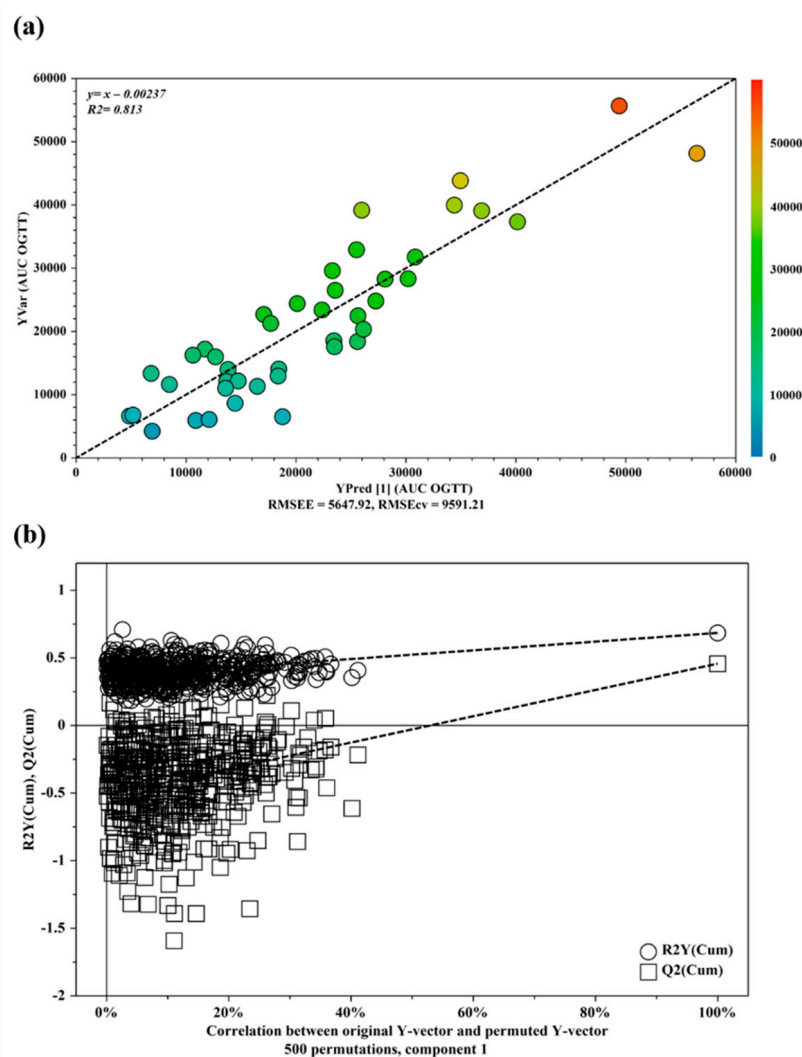 (a)
y= x – 0.00237
R2= 0.813
60000
50000
40000
30000
20000
10000
0
YVar (AUC OGTT)
0
10000
20000
30000
40000
50000
60000
50000
40000
30000
20000
10000
0
YPred [1] (AUC OGTT)
RMSEE = 5647.92, RMSEcv = 9591.21
(b)
1
0.5
0
-0.5
-1
-1.5
-2
R2Y(Cum), Q2(Cum)
R2Y(Cum)
Q2(Cum)
0%
20%
40%
60%
80%
100%
Correlation between original Y-vector and permuted Y-vector
500 permutations, component 1